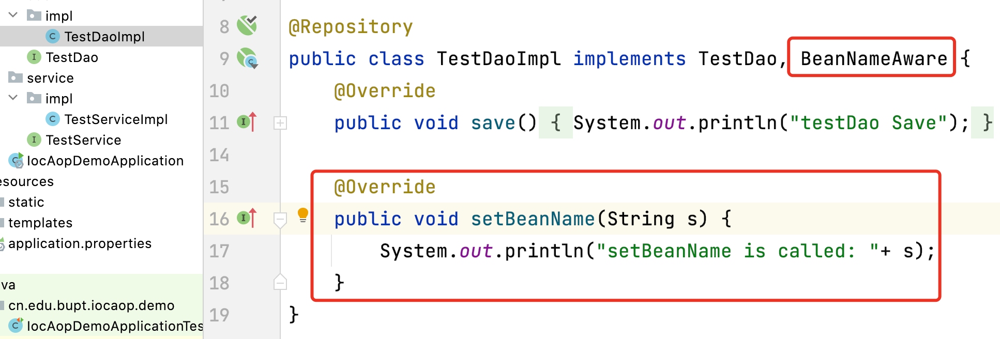 impl
TestDaoImpl
TestDao
service
impl
TestServiceImpl
TestService
IocAopDemoApplication
esources
static
templates
application.properties
va
cn.edu.bupt.iocaop.demo
IocAopDemoApplicationTes
8 @Repository
9 public class TestDaoImpl implements TestDao, BeanNameAware {
10 @Override
11 public void save() { System.out.println("testDao Save"); }
14
15 @Override
16 public void setBeanName(String s) {
17 System.out.println("setBeanName is called: "+ s);
18 }
19 }